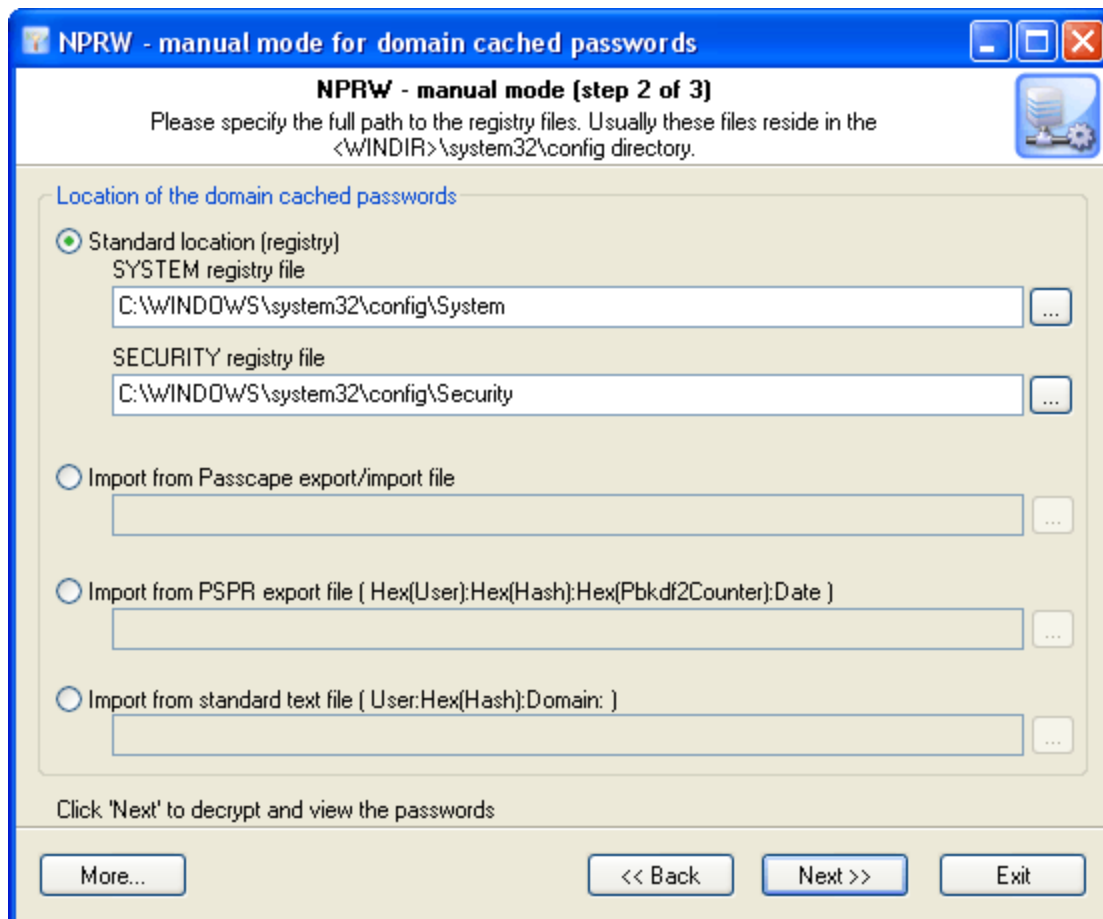 NPRW - manual mode for domain cached passwords
NPRW - manual mode (step 2 of 3)
Please specify the full path to the registry files. Usually these files reside in the
<WINDIR>\system32\config directory.
Location of the domain cached passwords
Standard location (registry)
SYSTEM registry file
C:\WINDOWS\system32\config\System
...
SECURITY registry file
C:\WINDOWS\system32\config\Security
...
Import from Passcape export/import file
...
Import from PSPR export file ( Hex(User):Hex(Hash):Hex(Pbkdf2Counter):Date )
...
Import from standard text file ( User:Hex(Hash):Domain: )
...
Click 'Next' to decrypt and view the passwords
More... << Back Next >> Exit